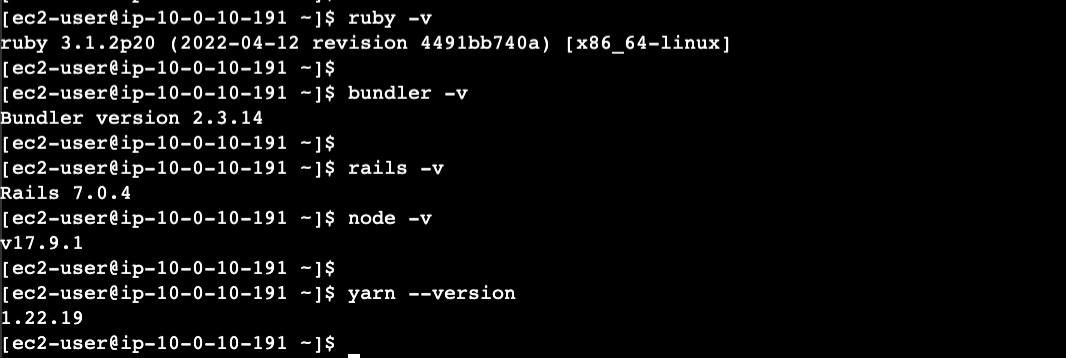 [ec2-user@ip-10-0-10-191 ~]$ ruby -v
ruby 3.1.2p20 (2022-04-12 revision 4491bb740a) [x86_64-linux]
[ec2-user@ip-10-0-10-191 ~]$
[ec2-user@ip-10-0-10-191 ~]$ bundler -v
Bundler version 2.3.14
[ec2-user@ip-10-0-10-191 ~]$
[ec2-user@ip-10-0-10-191 ~]$ rails -v
Rails 7.0.4
[ec2-user@ip-10-0-10-191 ~]$ node -v
v17.9.1
[ec2-user@ip-10-0-10-191 ~]$
[ec2-user@ip-10-0-10-191 ~]$ yarn --version
1.22.19
[ec2-user@ip-10-0-10-191 ~]$